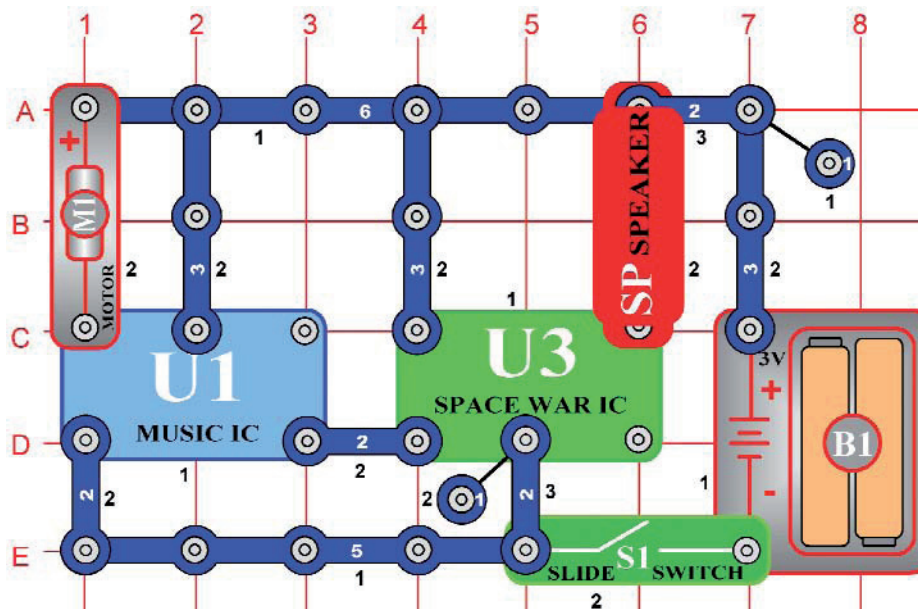 1 2 3 4 5 6 7 8
A 6 2
1 3
+ 1
M1 SPEAKER 1
B
2 3 2 3 2 2 3 2
MOTOR SP 1
C U1 U3 3V
MUSIC IC SPACE WAR IC +
D 2 B1
1 2 1 -
2 2 2 1 2 3
E 5 S1
1 SLIDE SWITCH
2